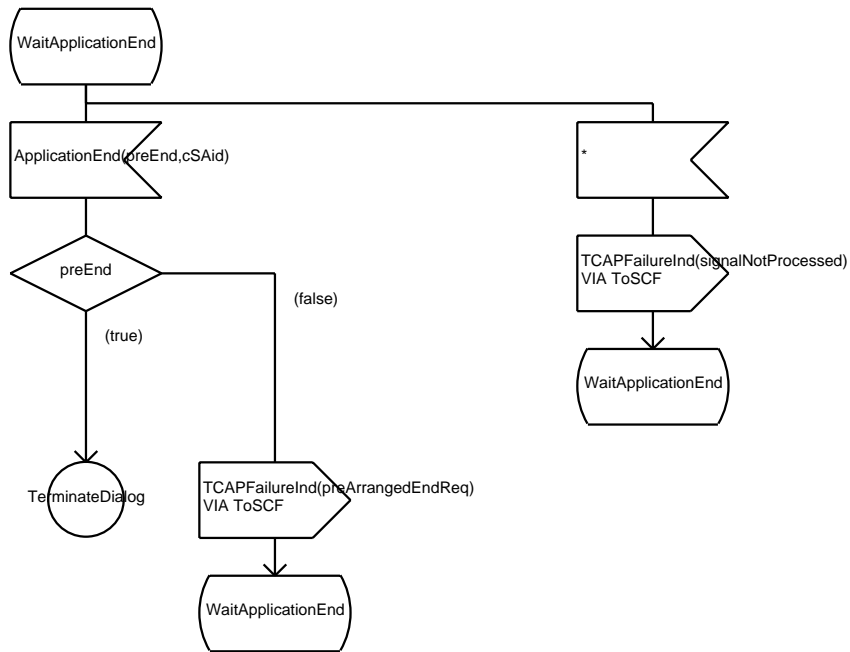 WaitApplicationEnd
ApplicationEnd(preEnd,cSAid)
*
preEnd
TCAPFailureInd(signalNotProcessed)
VIA ToSCF
(false)
(true)
WaitApplicationEnd
TerminateDialog
TCAPFailureInd(preArrangedEndReq)
VIA ToSCF
WaitApplicationEnd